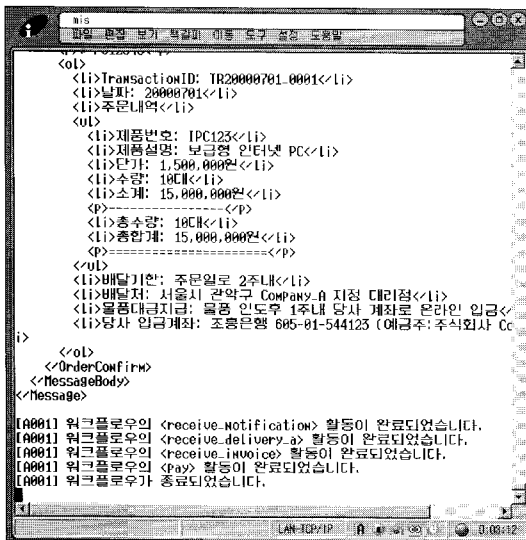 mis
파일 편집 보기 책갈피 이동 도구 설정 도움말
<ol>
<li>TransactionID: TR20000701-0001</li>
<li>날짜: 20000701</li>
<li>주문내역</li>
<ul>
<li>제품번호: IPC123</li>
<li>제품설명: 보급형 인터넷 PC</li>
<li>단가: 1,500,000원</li>
<li>수량: 10대</li>
<li>소계: 15,000,000원</li>
<p>----------------</p>
<li>총수량: 10대</li>
<li>총합계: 15,000,000원</li>
<p>======================</p>
</ul>
<li>배달기한: 주문일로 2주내</li>
<li>배달처: 서울시 관악구 Company_A 지정 대리점</li>
<li>물품대금지급: 물품 인도후 1주내 당사 계좌로 온라인 입금</
<li>당사 입금계좌: 조흥은행 605-01-544123 (예금주:주식회사 Co
i>
</ol>
</OrderConfirm>
</MessageBody>
</Message>
[A001] 워크플로우의 <receive_notification> 활동이 완료되었습니다.
[A001] 워크플로우의 <receive_delivery_a> 활동이 완료되었습니다.
[A001] 워크플로우의 <receive_invoice> 활동이 완료되었습니다.
[A001] 워크플로우의 <pay> 활동이 완료되었습니다.
[A001] 워크플로우가 종료되었습니다.
LAN-TCP/IP A 0:03:12